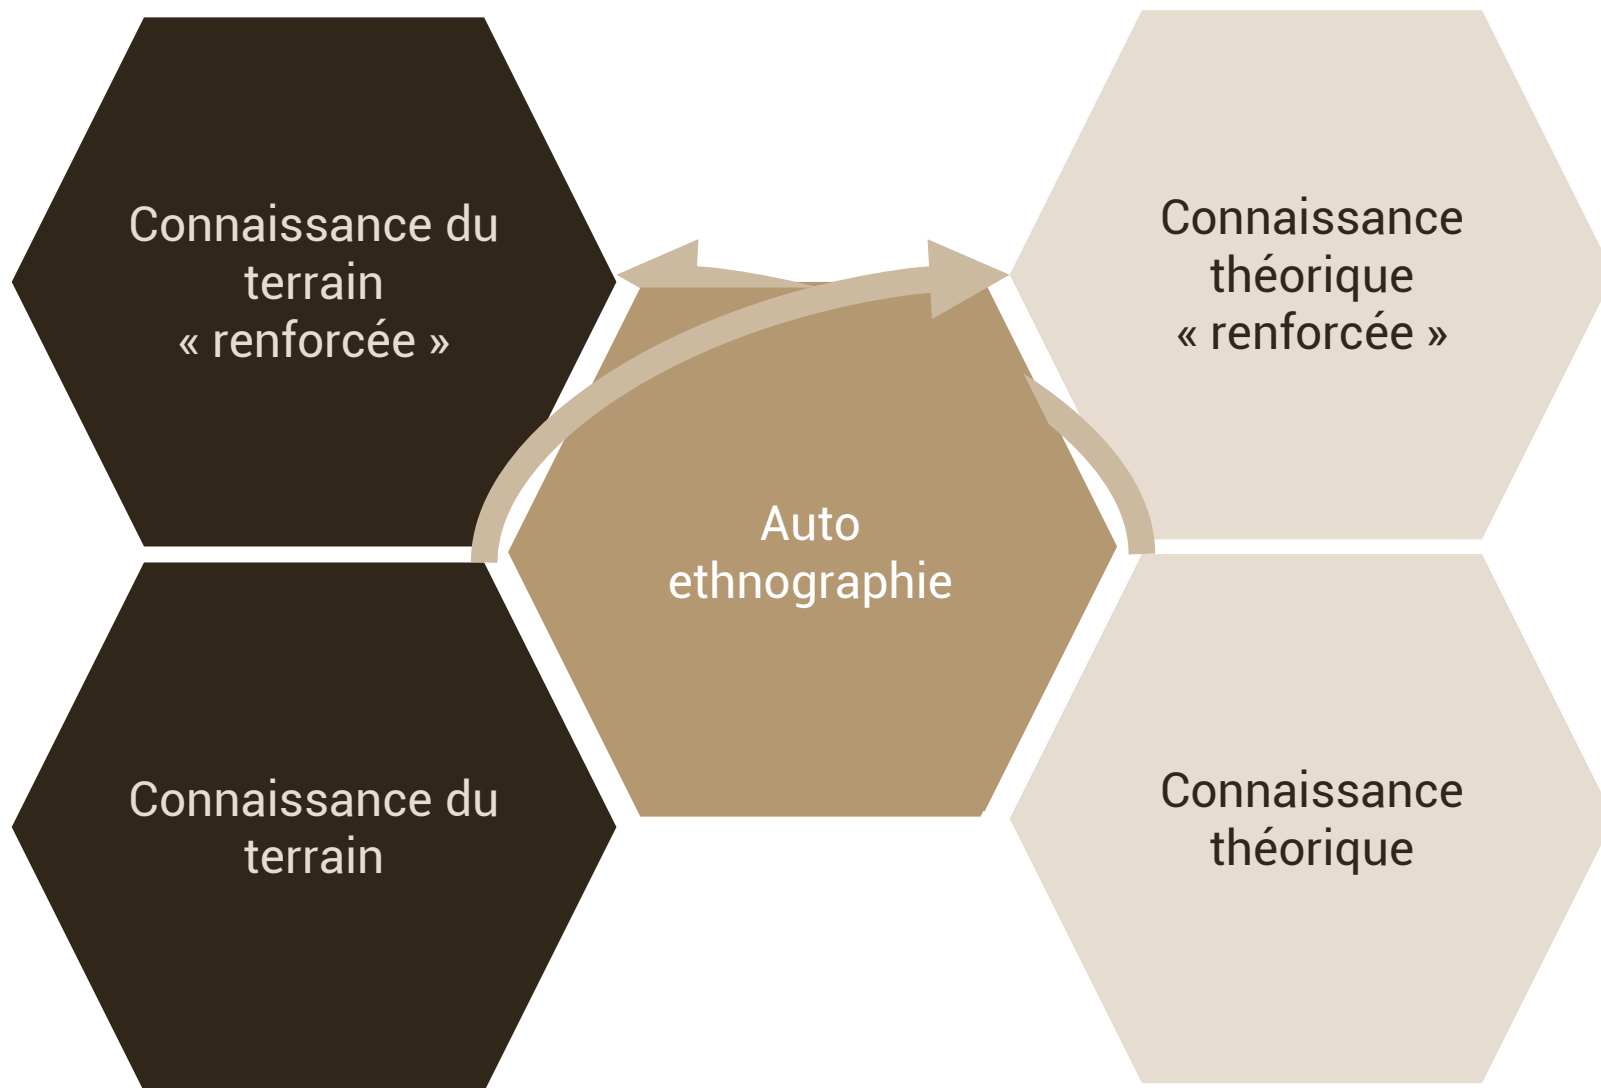 Connaissance du
terrain
« renforcée »
Connaissance
théorique
« renforcée »
Auto
ethnographie
Connaissance du
terrain
Connaissance
théorique